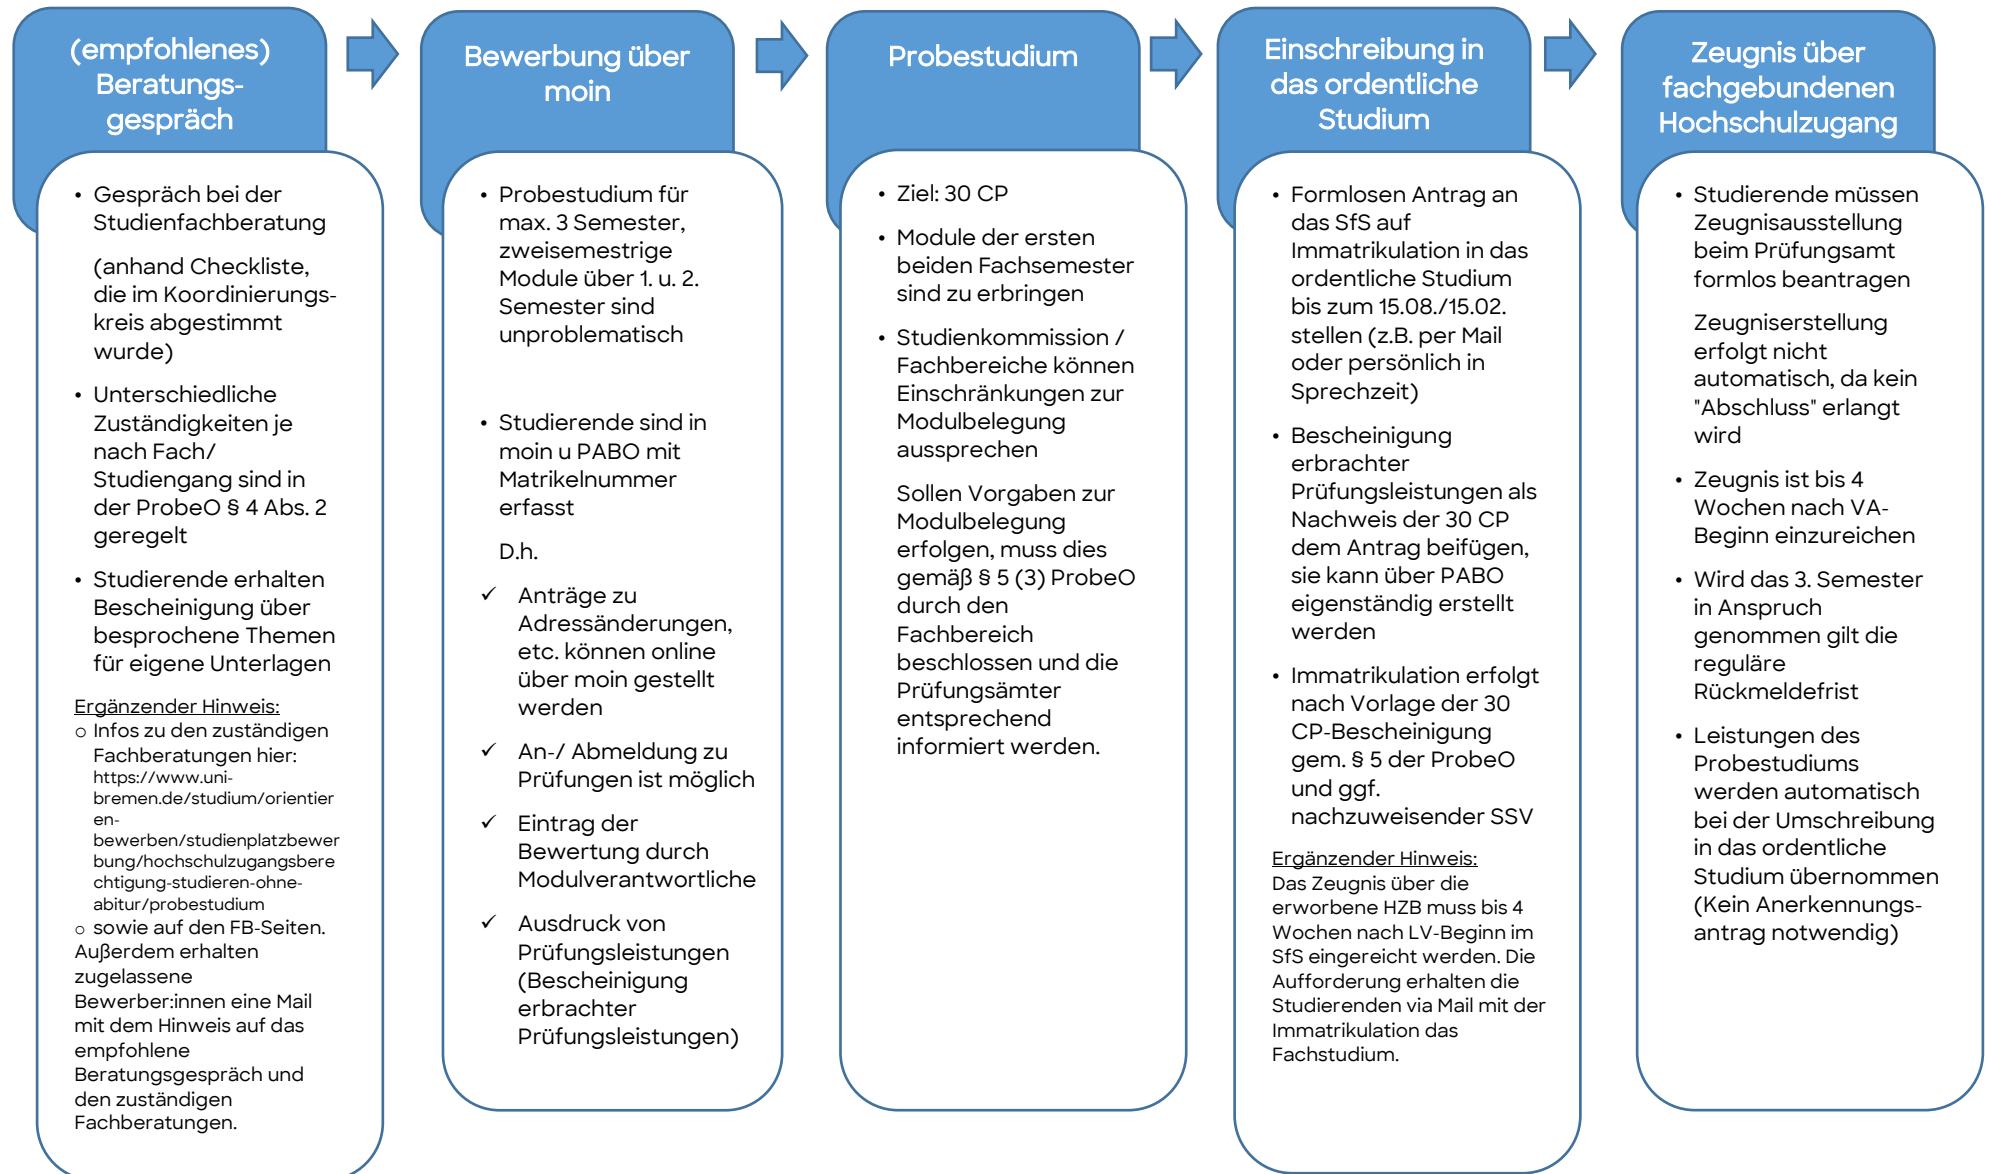 (empfohlenes)
Beratungs-
gespräch
• Gespräch bei der
Studienfachberatung
(anhand Checkliste,
die im Koordinierungs-
kreis abgestimmt
wurde)
• Unterschiedliche
Zuständigkeiten je
nach Fach/
Studiengang sind in
der ProbeO § 4 Abs. 2
geregelt
• Studierende erhalten
Bescheinigung über
besprochene Themen
für eigene Unterlagen
Ergänzender Hinweis:
o Infos zu den zuständigen
Fachberatungen hier:
https://www.uni-
bremen.de/studium/orientier
en-
bewerben/studienplatzbewer
bung/hochschulzugangsbere
chtigung-studieren-ohne-
abitur/probestudium
o sowie auf den FB-Seiten.
Außerdem erhalten
zugelassene
Bewerber:innen eine Mail
mit dem Hinweis auf das
empfohlene
Beratungsgespräch und
den zuständigen
Fachberatungen.
Bewerbung über
moin
• Probestudium für
max. 3 Semester,
zweisemestrige
Module über 1. u. 2.
Semester sind
unproblematisch
• Studierende sind in
moin u PABO mit
Matrikelnummer
erfasst
D.h.
✓ Anträge zu
Adressänderungen,
etc. können online
über moin gestellt
werden
✓ An-/ Abmeldung zu
Prüfungen ist möglich
✓ Eintrag der
Bewertung durch
Modulverantwortliche
✓ Ausdruck von
Prüfungsleistungen
(Bescheinigung
erbrachter
Prüfungsleistungen)
Probestudium
• Ziel: 30 CP
• Module der ersten
beiden Fachsemester
sind zu erbringen
• Studienkommission /
Fachbereiche können
Einschränkungen zur
Modulbelegung
aussprechen
Sollen Vorgaben zur
Modulbelegung
erfolgen, muss dies
gemäß § 5 (3) ProbeO
durch den
Fachbereich
beschlossen und die
Prüfungsämter
entsprechend
informiert werden.
Einschreibung in
das ordentliche
Studium
• Formlosen Antrag an
das SfS auf
Immatrikulation in das
ordentliche Studium
bis zum 15.08./15.02.
stellen (z.B. per Mail
oder persönlich in
Sprechzeit)
• Bescheinigung
erbrachter
Prüfungsleistungen als
Nachweis der 30 CP
dem Antrag beifügen,
sie kann über PABO
eigenständig erstellt
werden
• Immatrikulation erfolgt
nach Vorlage der 30
CP-Bescheinigung
gem. § 5 der ProbeO
und ggf.
nachzuweisender SSV
Ergänzender Hinweis:
Das Zeugnis über die
erworbene HZB muss bis 4
Wochen nach LV-Beginn im
SfS eingereicht werden. Die
Aufforderung erhalten die
Studierenden via Mail mit der
Immatrikulation das
Fachstudium.
Zeugnis über
fachgebundenen
Hochschulzugang
• Studierende müssen
Zeugnisausstellung
beim Prüfungsamt
formlos beantragen
Zeugniserstellung
erfolgt nicht
automatisch, da kein
"Abschluss" erlangt
wird
• Zeugnis ist bis 4
Wochen nach VA-
Beginn einzureichen
• Wird das 3. Semester
in Anspruch
genommen gilt die
reguläre
Rückmeldefrist
• Leistungen des
Probestudiums
werden automatisch
bei der Umschreibung
in das ordentliche
Studium übernommen
(Kein Anerkennungs-
antrag notwendig)